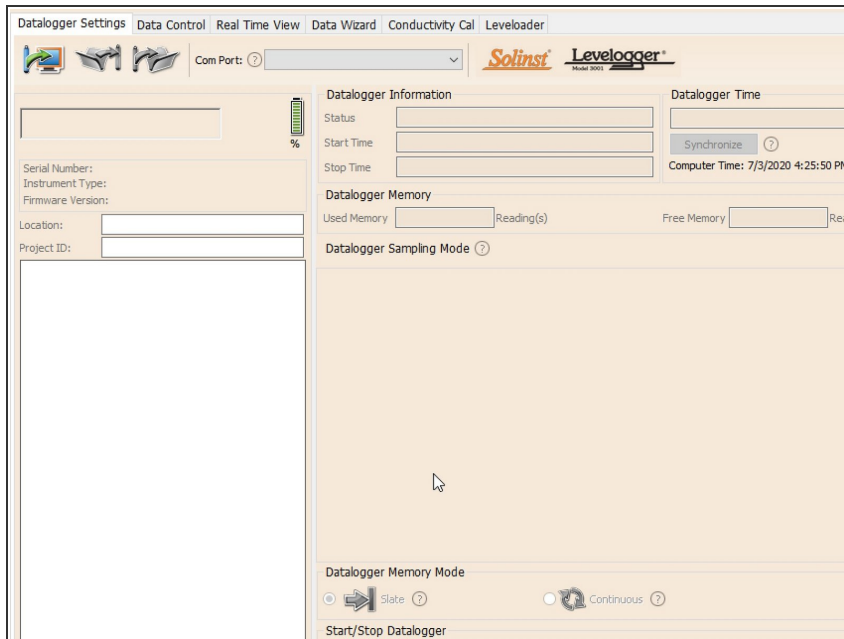 Datalogger Settings Data Control Real Time View Data Wizard Conductivity Cal Leveloader
Com Port: ?
Solinst
Levelogger®
Model 3001
%
Serial Number:
Instrument Type:
Firmware Version:
Location:
Project ID:
Datalogger Information
Status
Start Time
Stop Time
Datalogger Time
Synchronize ?
Computer Time: 7/3/2020 4:25:50 PM
Datalogger Memory
Used Memory Reading(s) Free Memory Rea
Datalogger Sampling Mode ?
Datalogger Memory Mode
Slate ? Continuous ?
Start/Stop Datalogger